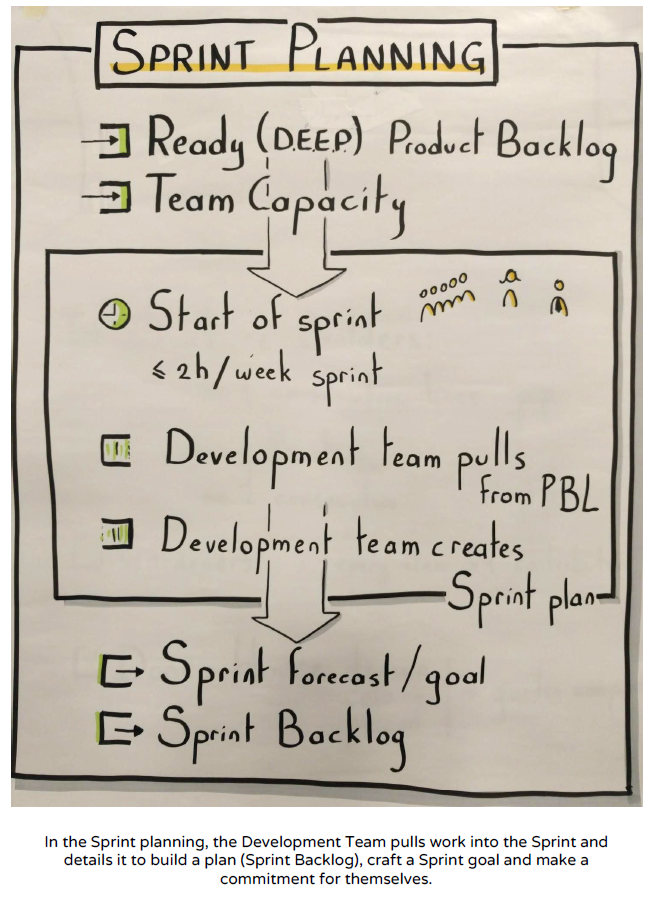 SPRINT PLANNING
Ready (D.E.E.P.) Product Backlog
Team Capacity
Start of sprint
≤ 2h/week sprint
Development team pulls
from PBL
Development team creates
Sprint plan
Sprint forecast/goal
Sprint Backlog
In the Sprint planning, the Development Team pulls work into the Sprint and
details it to build a plan (Sprint Backlog), craft a Sprint goal and make a
commitment for themselves.